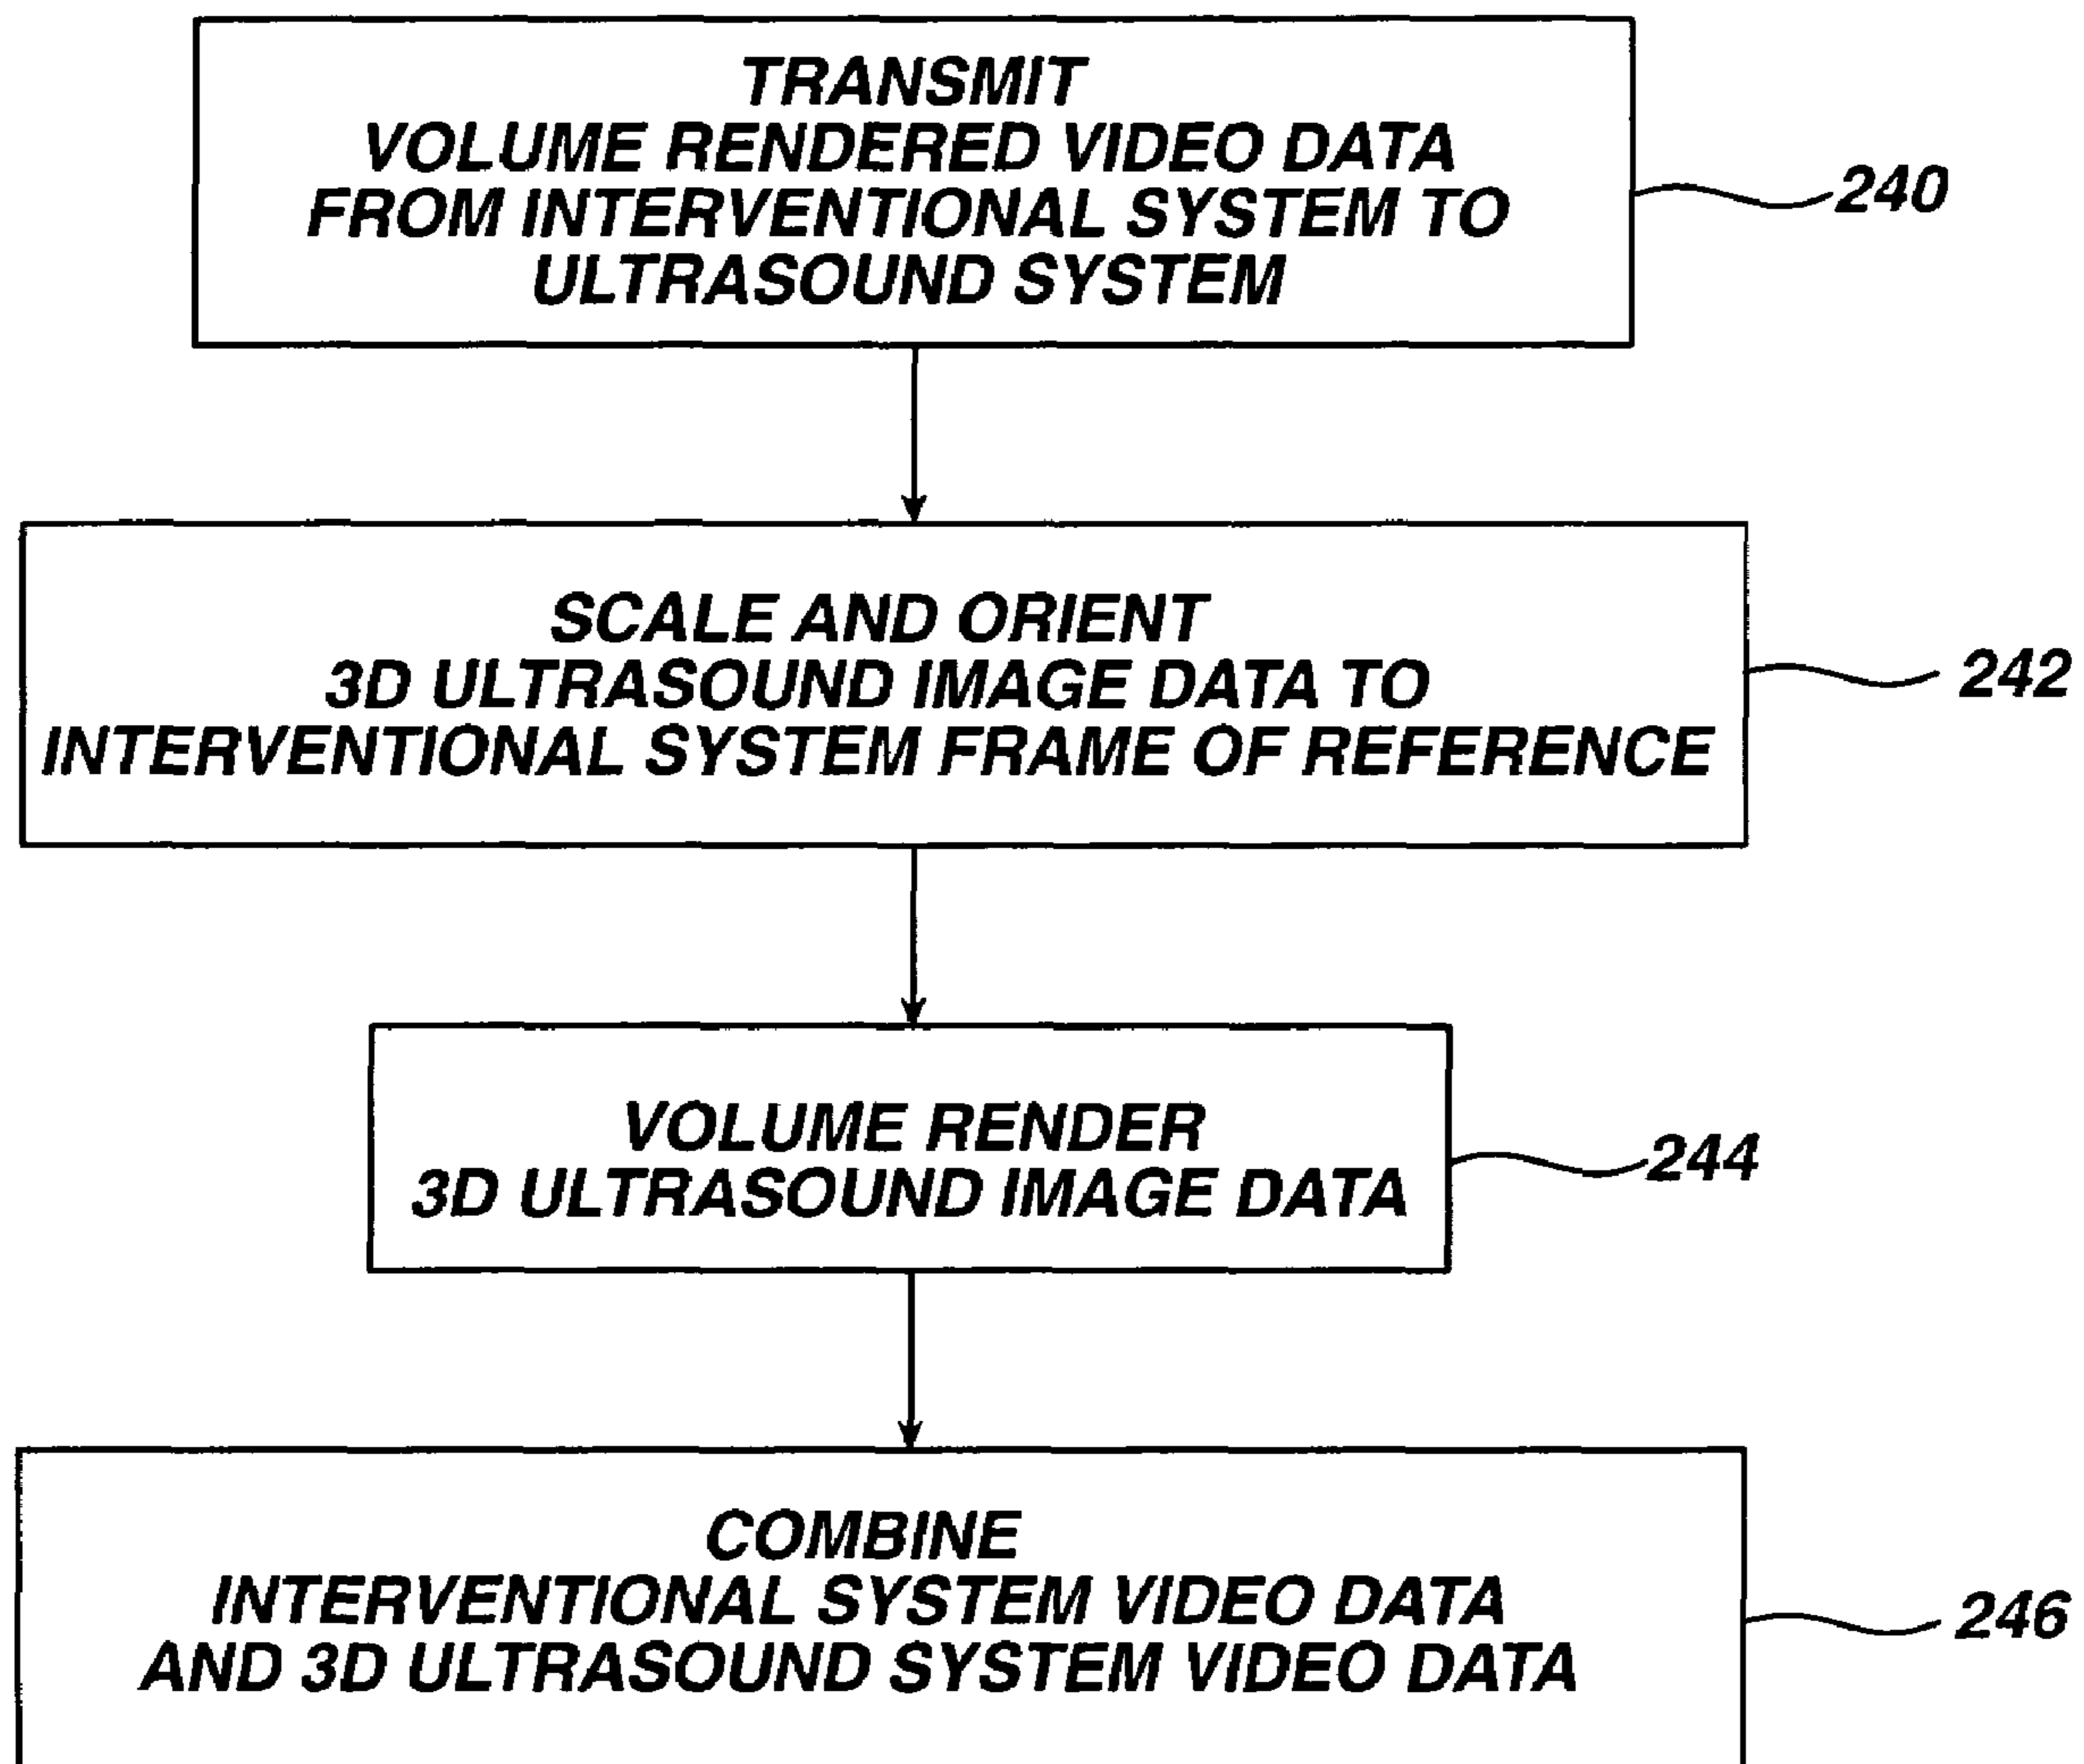 TRANSMIT
VOLUME RENDERED VIDEO DATA
FROM INTERVENTIONAL SYSTEM TO
ULTRASOUND SYSTEM
240
SCALE AND ORIENT
3D ULTRASOUND IMAGE DATA TO
INTERVENTIONAL SYSTEM FRAME OF REFERENCE
242
VOLUME RENDER
3D ULTRASOUND IMAGE DATA
244
COMBINE
INTERVENTIONAL SYSTEM VIDEO DATA
AND 3D ULTRASOUND SYSTEM VIDEO DATA
246